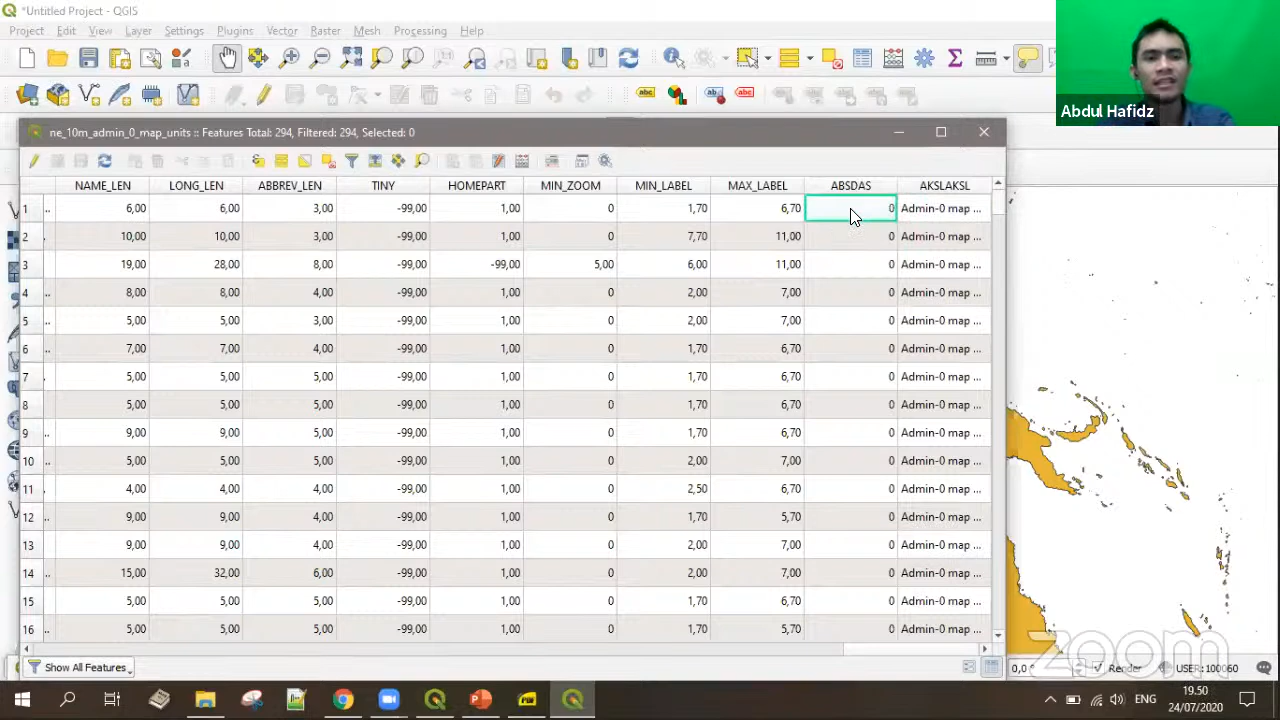 *Untitled Project - QGIS
Project Edit View Layer Settings Plugins Vector Raster Mesh Processing Help
abc abc abc
Abdul Hafidz
ne_10m_admin_0_map_units :: Features Total: 294, Filtered: 294, Selected: 0
NAME_LEN LONG_LEN ABBREV_LEN TINY HOMEPART MIN_ZOOM MIN_LABEL MAX_LABEL ABSDAS AKSLAKSL
1 .. 6,00 6,00 3,00 -99,00 1,00 0 1,70 6,70 0 Admin-0 map ...
2 . 10,00 10,00 3,00 -99,00 1,00 0 7,70 11,00 0 Admin-0 map ...
3 .. 19,00 28,00 8,00 -99,00 -99,00 5,00 6,00 11,00 0 Admin-0 map ...
4 .. 8,00 8,00 4,00 -99,00 1,00 0 2,00 7,00 0 Admin-0 map ...
5 .. 5,00 5,00 3,00 -99,00 1,00 0 2,00 7,00 0 Admin-0 map ...
6 .. 7,00 7,00 4,00 -99,00 1,00 0 1,70 6,70 0 Admin-0 map ...
7 . 5,00 5,00 5,00 -99,00 1,00 0 1,70 6,70 0 Admin-0 map ...
8 .. 5,00 5,00 5,00 -99,00 1,00 0 1,70 6,70 0 Admin-0 map ...
9 .. 9,00 9,00 5,00 -99,00 1,00 0 1,70 6,70 0 Admin-0 map ...
10 .. 5,00 5,00 5,00 -99,00 1,00 0 2,00 7,00 0 Admin-0 map ...
11 . 4,00 4,00 4,00 -99,00 1,00 0 2,50 6,70 0 Admin-0 map ...
12 .. 9,00 9,00 4,00 -99,00 1,00 0 1,70 5,70 0 Admin-0 map ...
13 .. 9,00 9,00 4,00 -99,00 1,00 0 2,00 7,00 0 Admin-0 map ...
14 .. 15,00 32,00 6,00 -99,00 1,00 0 2,00 7,00 0 Admin-0 map ...
15 .. 5,00 5,00 5,00 -99,00 1,00 0 1,70 6,70 0 Admin-0 map ...
16 .. 5,00 5,00 5,00 -99,00 1,00 0 1,70 5,70 0 Admin-0 map ...
Show All Features
0,0 Render USER:100060
zoom
ENG
19.50
24/07/2020